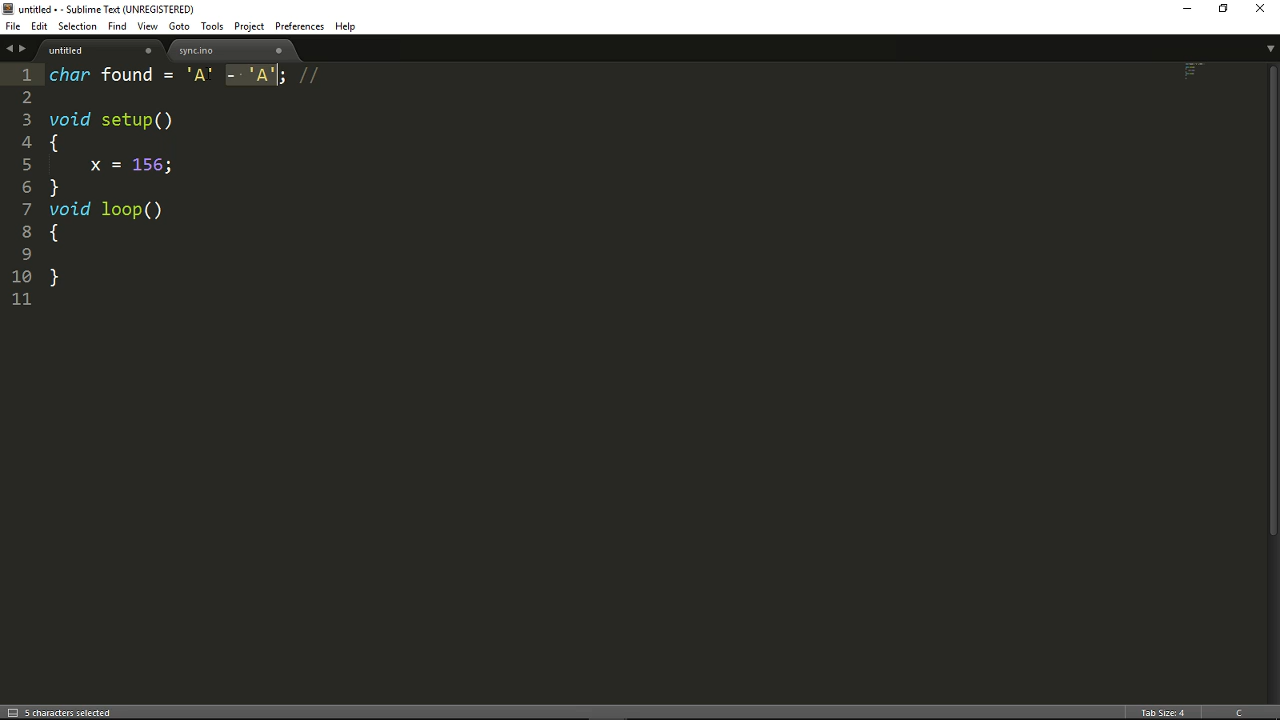 untitled • - Sublime Text (UNREGISTERED)
File Edit Selection Find View Goto Tools Project Preferences Help
untitled sync.ino
1 char found = 'A' - 'A'; //
2
3 void setup()
4 {
5 x = 156;
6 }
7 void loop()
8 {
9
10 }
11
5 characters selected Tab Size: 4 C